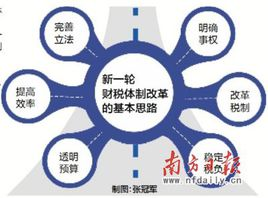 完善
立法
明确
事权
提高
效率
新一轮
财税体制改革
的基本思路
改革
税制
透明
预算
稳定
税负
南方日报
www.nfdaily.cn
制图:张冠军